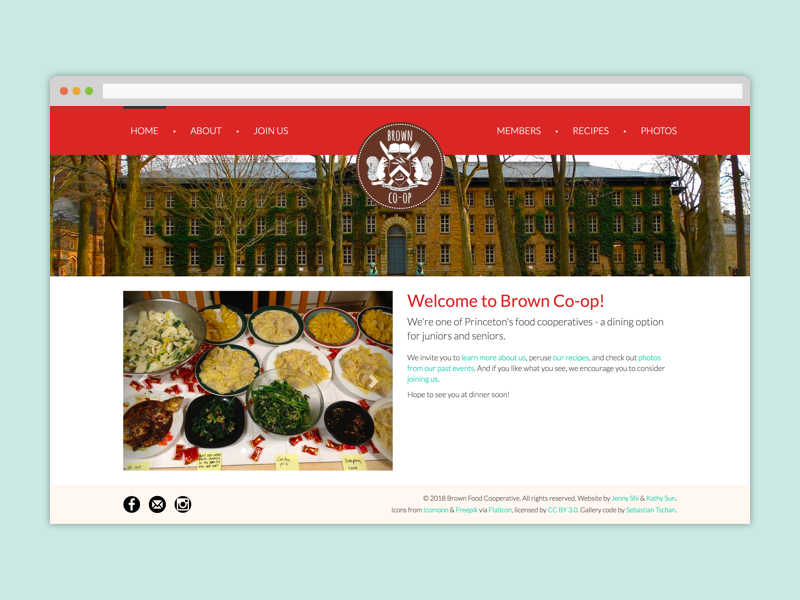 HOME • ABOUT • JOIN US
MEMBERS • RECIPES • PHOTOS
BROWN
CO-OP
Welcome to Brown Co-op!
We're one of Princeton's food cooperatives - a dining option
for juniors and seniors.
We invite you to learn more about us, peruse our recipes, and check out photos
from our past events. And if you like what you see, we encourage you to consider
joining us.
Hope to see you at dinner soon!
© 2018 Brown Food Cooperative. All rights reserved. Website by Jenny Shi & Kathy Sun.
Icons from Icomoon & Freepik via Flaticon, licensed by CC BY 3.0. Gallery code by Sebastian Tschan.